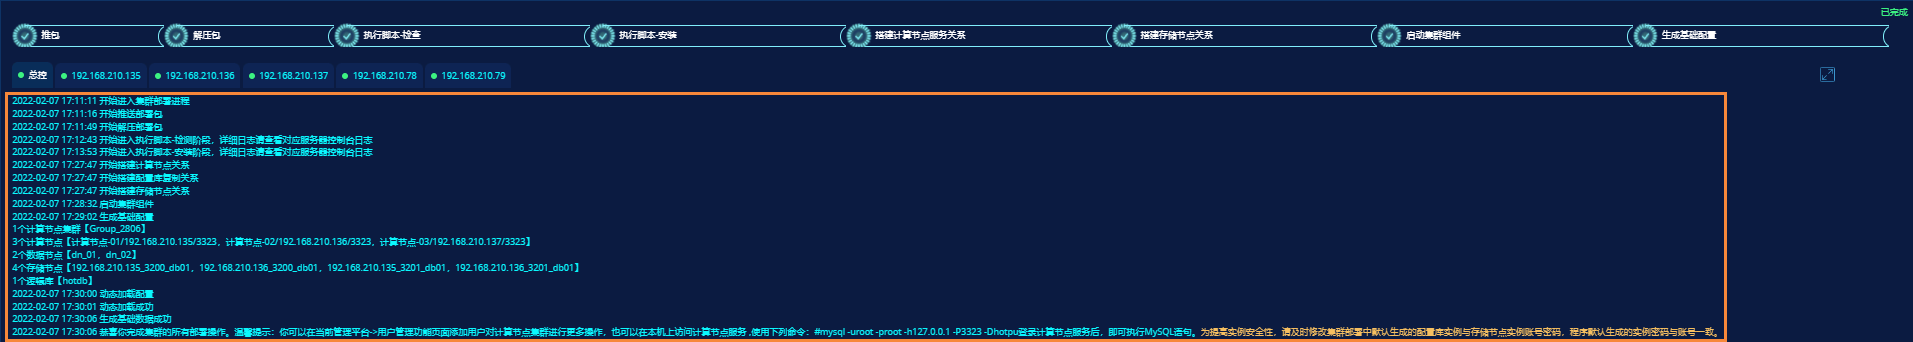 已完成
推包 解压包 执行脚本-检查 执行脚本-安装 搭建计算节点服务关系 搭建存储节点关系 启动集群组件 生成基础配置
总控 192.168.210.135 192.168.210.136 192.168.210.137 192.168.210.78 192.168.210.79
2022-02-07 17:11:11 开始进入集群部署进程
2022-02-07 17:11:16 开始推送部署包
2022-02-07 17:11:49 开始解压部署包
2022-02-07 17:12:43 开始进入执行脚本-检测阶段，详细日志请查看对应服务器控制台日志
2022-02-07 17:13:53 开始进入执行脚本-安装阶段，详细日志请查看对应服务器控制台日志
2022-02-07 17:27:47 开始搭建计算节点关系
2022-02-07 17:27:47 开始搭建配置库复制关系
2022-02-07 17:27:47 开始搭建存储节点关系
2022-02-07 17:28:32 启动集群组件
2022-02-07 17:29:02 生成基础配置
1个计算节点集群【Group_2806】
3个计算节点【计算节点-01/192.168.210.135/3323，计算节点-02/192.168.210.136/3323，计算节点-03/192.168.210.137/3323】
2个数据节点【dn_01，dn_02】
4个存储节点【192.168.210.135_3200_db01，192.168.210.136_3200_db01，192.168.210.135_3201_db01，192.168.210.136_3201_db01】
1个逻辑库【hotdb】
2022-02-07 17:30:00 动态加载配置
2022-02-07 17:30:01 动态加载成功
2022-02-07 17:30:06 生成基础数据成功
2022-02-07 17:30:06 恭喜你完成集群的所有部署操作。温馨提示：你可以在当前管理平台->用户管理功能页面添加用户对计算节点集群进行更多操作，也可以在本机上访问计算节点服务,使用下列命令：#mysql -uroot -proot -h127.0.0.1 -P3323 -Dhotpu登录计算节点服务后，即可执行MySQL语句。为提高实例安全性，请及时修改集群部署中默认生成的配置库实例与存储节点实例账号密码，程序默认生成的实例密码与账号一致。